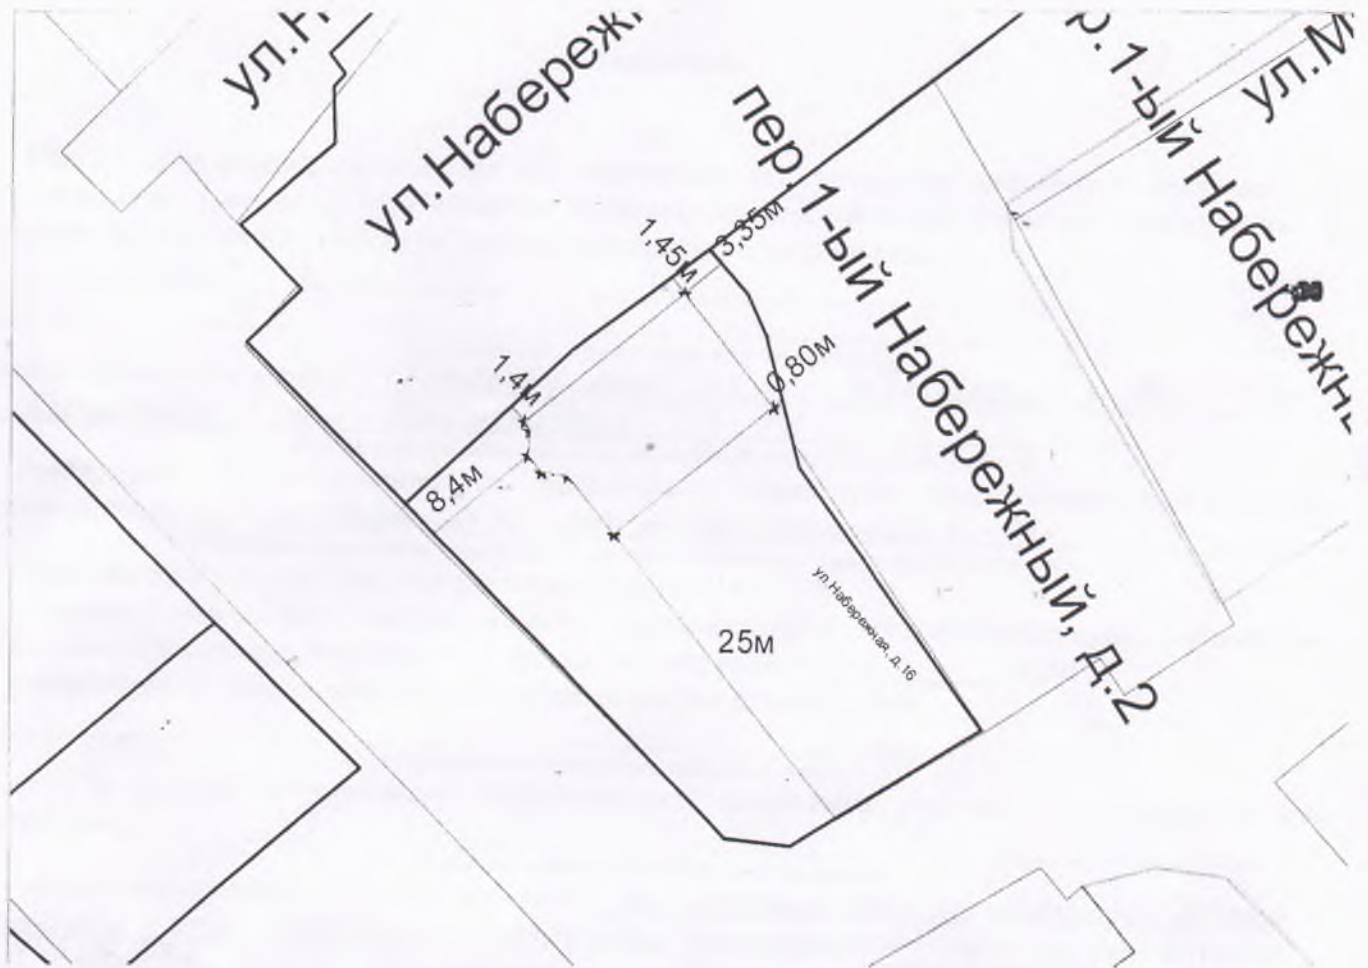 ул.Н
ул.Набереж
р. 1-ый Набережн
ул.М
пер. 1-ый Набережный, д.2
1,45м
3,35м
1,4м
0,80м
8,4м
25м
ул.Набережная, д.16